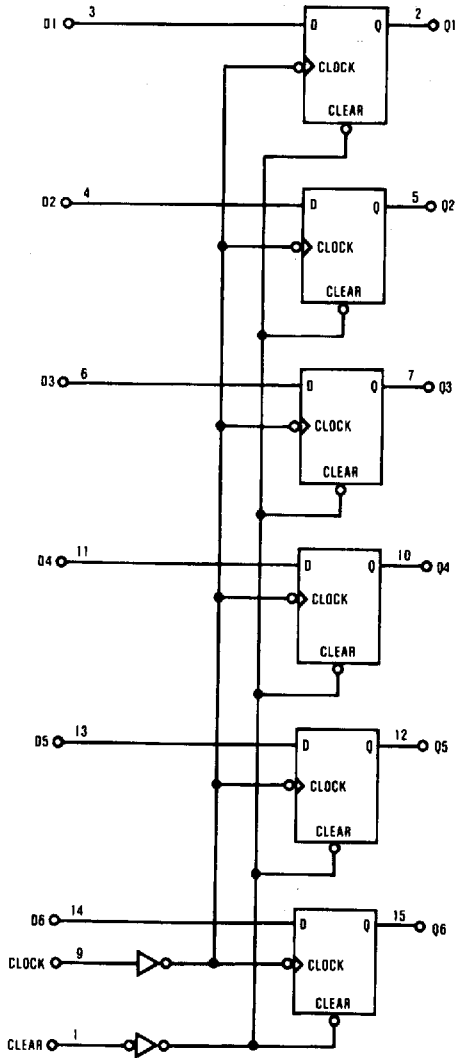 D1 3 D Q 2 Q1
CLOCK
CLEAR
D2 4 D Q 5 Q2
CLOCK
CLEAR
D3 6 D Q 7 Q3
CLOCK
CLEAR
D4 11 D Q 10 Q4
CLOCK
CLEAR
D5 13 D Q 12 Q5
CLOCK
CLEAR
D6 14 D Q 15 Q6
CLOCK 9 CLOCK
CLEAR
CLEAR 1